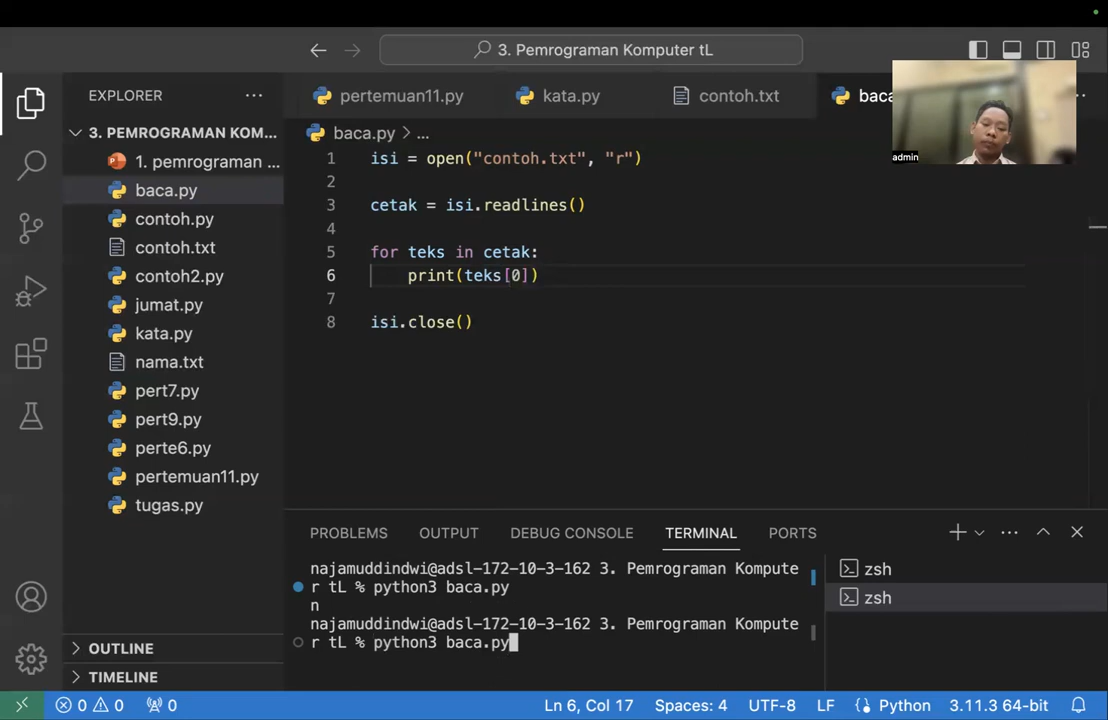 3. Pemrograman Komputer tL
EXPLORER
3. PEMROGRAMAN KOM...
1. pemrograman ...
baca.py
contoh.py
contoh.txt
contoh2.py
jumat.py
kata.py
nama.txt
pert7.py
pert9.py
perte6.py
pertemuan11.py
tugas.py
OUTLINE
TIMELINE
pertemuan11.py
kata.py
contoh.txt
admin
baca.py > ...
1 isi = open("contoh.txt", "r")
2
3 cetak = isi.readlines()
4
5 for teks in cetak:
6 print(teks[0])
7
8 isi.close()
PROBLEMS OUTPUT DEBUG CONSOLE TERMINAL PORTS
najamuddindwi@adsl-172-10-3-162 3. Pemrograman Kompute
r tL % python3 baca.py
n
najamuddindwi@adsl-172-10-3-162 3. Pemrograman Kompute
r tL % python3 baca.py
zsh
zsh
0 0 0 Ln 6, Col 17 Spaces: 4 UTF-8 LF Python 3.11.3 64-bit